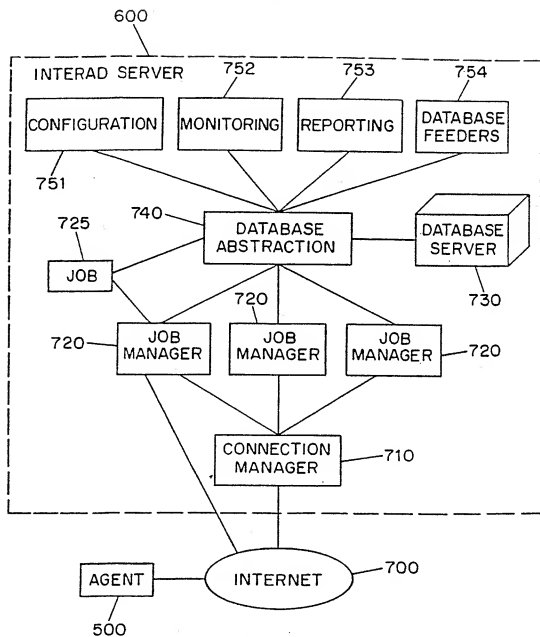 600
INTERAD SERVER
752
753
754
CONFIGURATION
MONITORING
REPORTING
DATABASE
FEEDERS
751
740
725
DATABASE
ABSTRACTION
DATABASE
SERVER
JOB
730
720
720
JOB
MANAGER
JOB
MANAGER
JOB
MANAGER
720
CONNECTION
MANAGER
710
AGENT
INTERNET
700
500